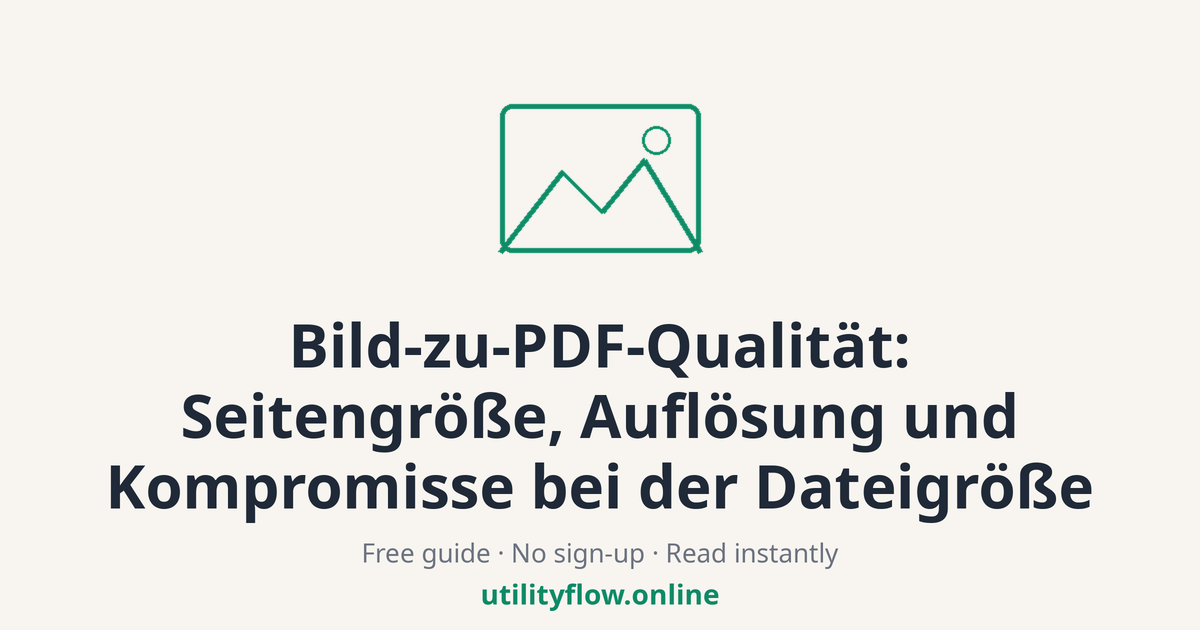 Bild-zu-PDF-Qualität:
Seitengröße, Auflösung und
Kompromisse bei der Dateigröße
Free guide · No sign-up · Read instantly
utilityflow.online